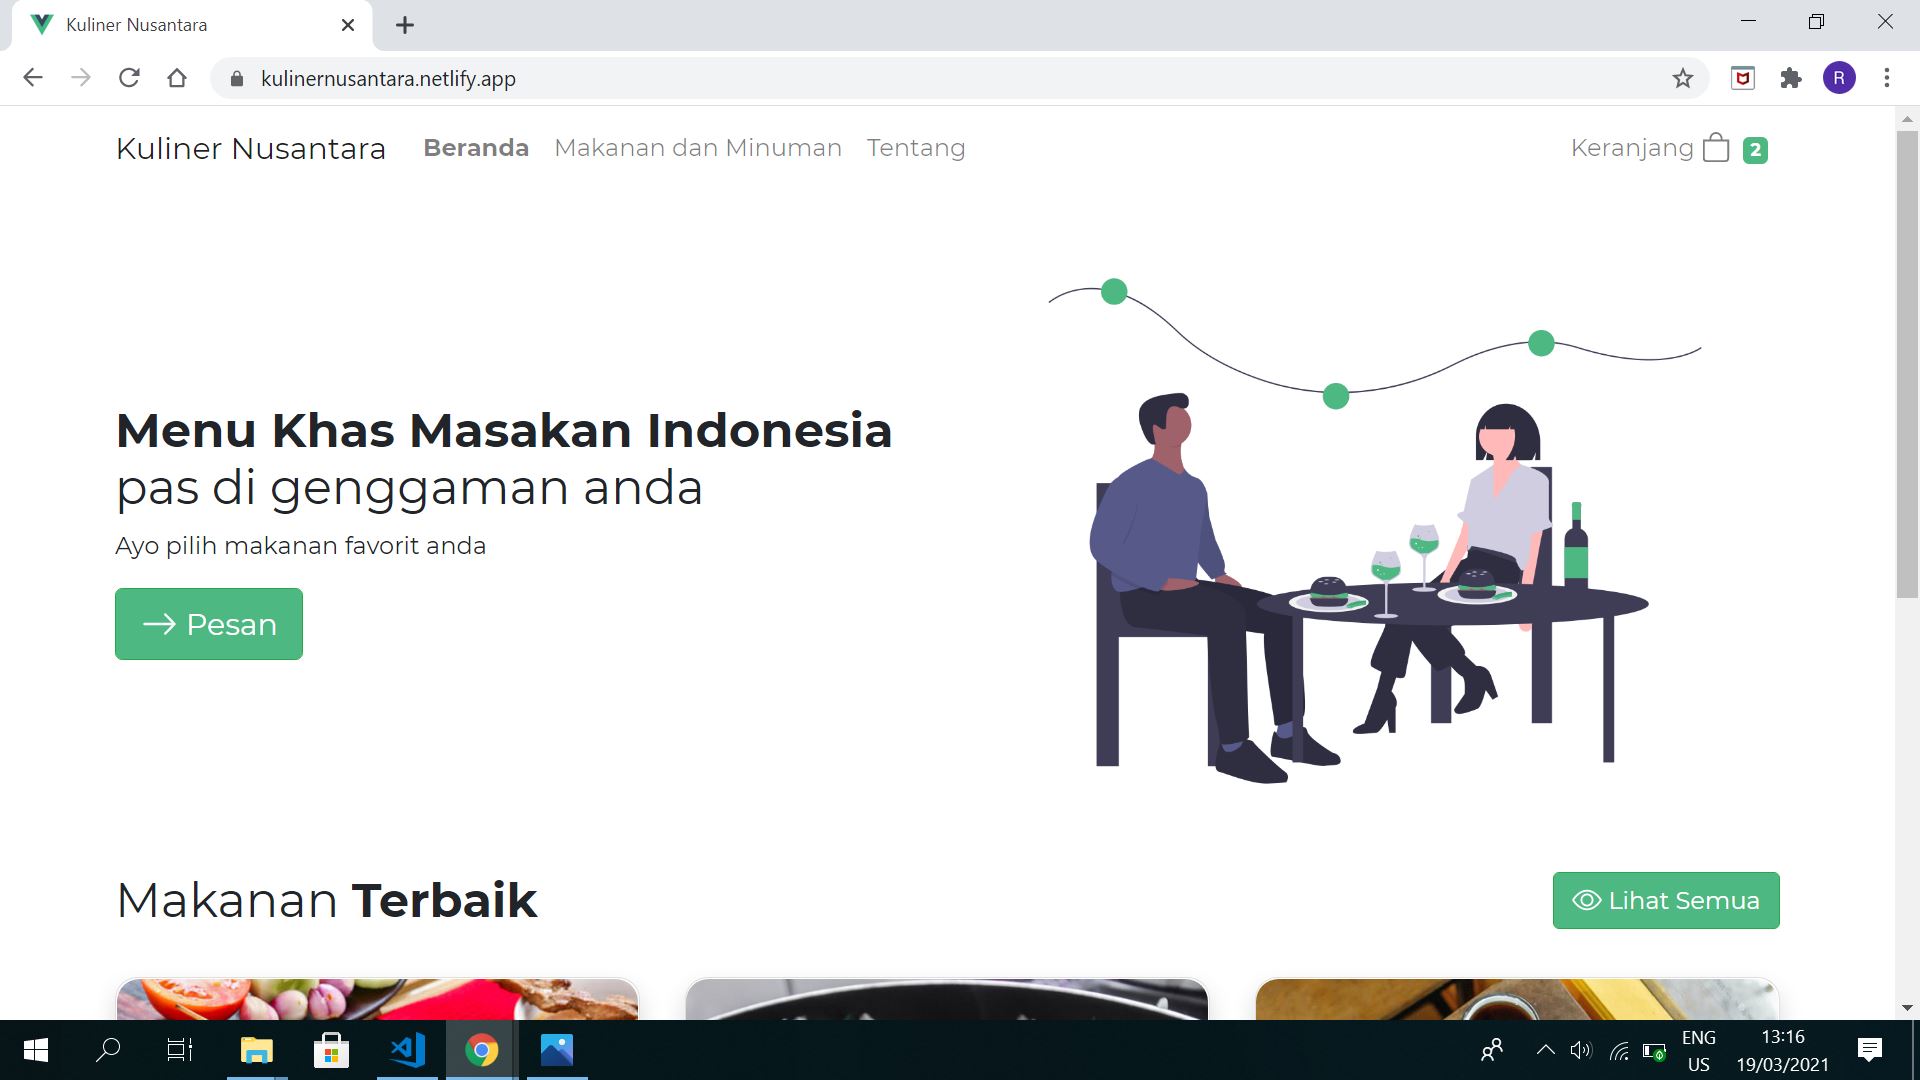 Kuliner Nusantara
kulinernusantara.netlify.app
R
Kuliner Nusantara Beranda Makanan dan Minuman Tentang Keranjang 2
Menu Khas Masakan Indonesia
pas di genggaman anda
Ayo pilih makanan favorit anda
Pesan
Makanan Terbaik
Lihat Semua
ENG
US
13:16
19/03/2021